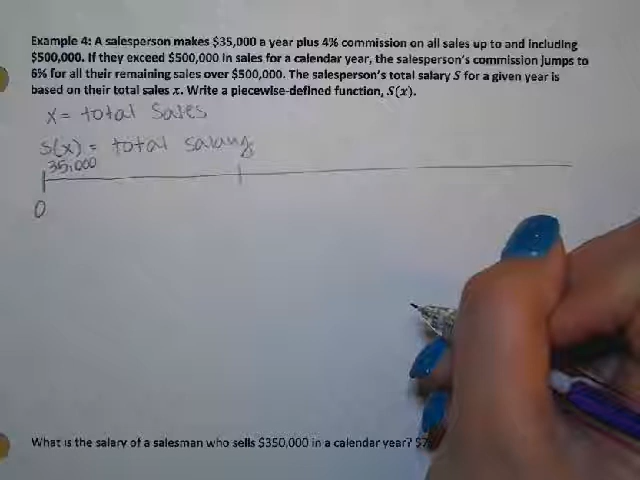 Example 4: A salesperson makes $35,000 a year plus 4% commission on all sales up to and including
$500,000. If they exceed $500,000 in sales for a calendar year, the salesperson's commission jumps to
6% for all their remaining sales over $500,000. The salesperson's total salary S for a given year is
based on their total sales x. Write a piecewise-defined function, S(x).
x = total sales
S(x) = total salary
35,000
0
What is the salary of a salesman who sells $350,000 in a calendar year?